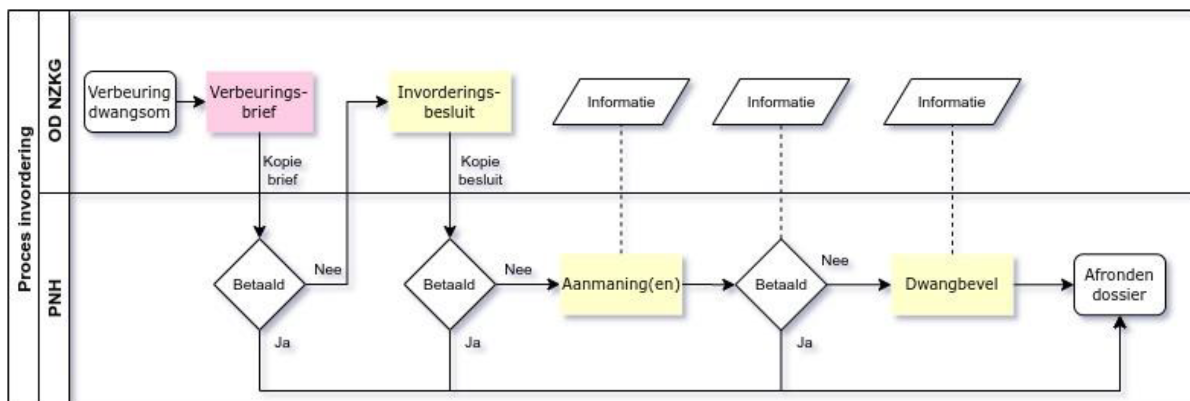 Proces invordering
OD NZKG
Verbeuring
dwangsom
Verbeurings-
brief
Invorderings-
besluit
Informatie
Informatie
Informatie
Kopie
brief
Kopie
besluit
PNH
Betaald
Nee
Betaald
Nee
Aanmaning(en)
Betaald
Nee
Dwangbevel
Afronden
dossier
Ja
Ja
Ja